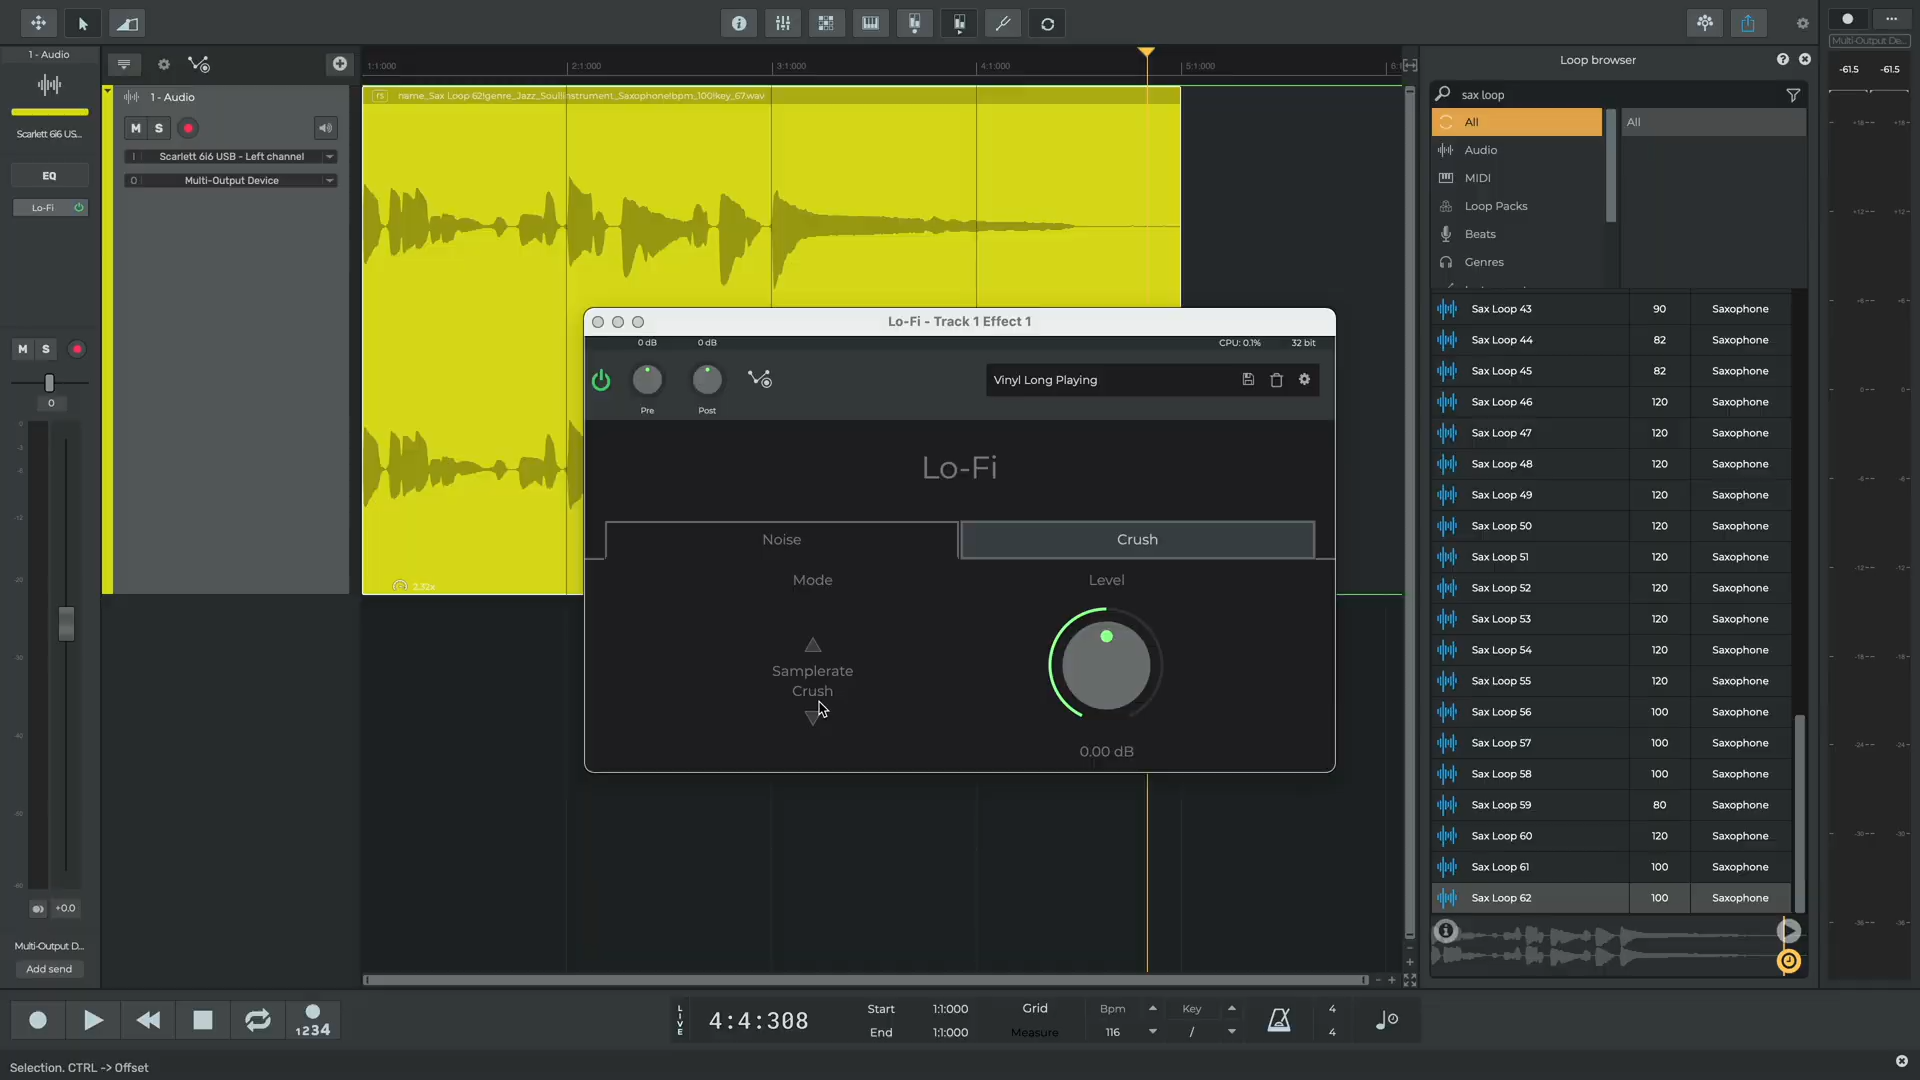 1 - Audio
Scarlett 6i6 US...
EQ
Lo-Fi
M S
0
+0.0
Multi-Output D...
Add send
1 - Audio
M S
I Scarlett 6i6 USB - Left channel
O Multi-Output Device
1:1:000 2:1:000 3:1:000 4:1:000 5:1:000
name_Sax Loop 62!genre_Jazz_Soul!instrument_Saxophone!bpm_100!key_67.wav
2.32x
Lo-Fi - Track 1 Effect 1
0 dB 0 dB CPU: 0.1% 32 bit
Vinyl Long Playing
Pre Post
Lo-Fi
Noise Crush
Mode Level
Samplerate
Crush
0.00 dB
Loop browser
sax loop
All All
Audio
MIDI
Loop Packs
Beats
Genres
Sax Loop 43 90 Saxophone
Sax Loop 44 82 Saxophone
Sax Loop 45 82 Saxophone
Sax Loop 46 120 Saxophone
Sax Loop 47 120 Saxophone
Sax Loop 48 120 Saxophone
Sax Loop 49 120 Saxophone
Sax Loop 50 120 Saxophone
Sax Loop 51 120 Saxophone
Sax Loop 52 120 Saxophone
Sax Loop 53 120 Saxophone
Sax Loop 54 120 Saxophone
Sax Loop 55 120 Saxophone
Sax Loop 56 100 Saxophone
Sax Loop 57 100 Saxophone
Sax Loop 58 100 Saxophone
Sax Loop 59 80 Saxophone
Sax Loop 60 120 Saxophone
Sax Loop 61 100 Saxophone
Sax Loop 62 100 Saxophone
Multi-Output De...
-61.5 -61.5
1234
LIVE
4:4:308
Start 1:1:000 Grid Bpm Key 4
End 1:1:000 Measure 116 / 4
Selection. CTRL -> Offset